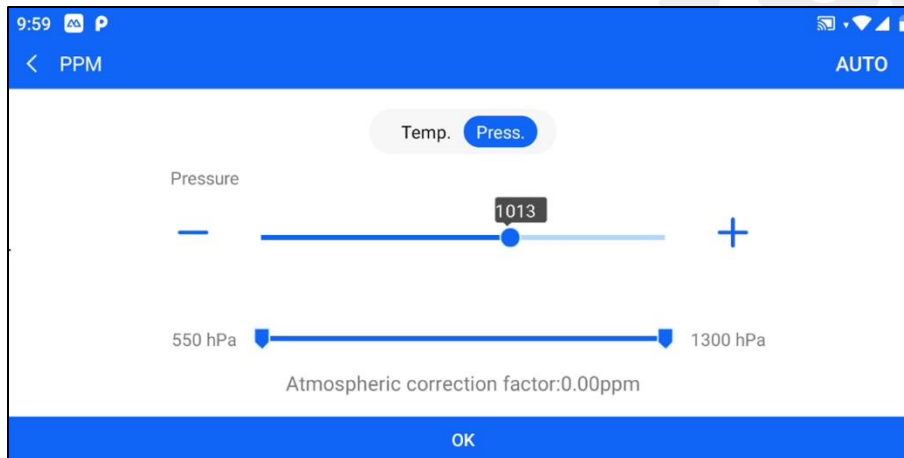 9:59
PPM
AUTO
Temp. Press.
Pressure
1013
550 hPa 1300 hPa
Atmospheric correction factor:0.00ppm
OK